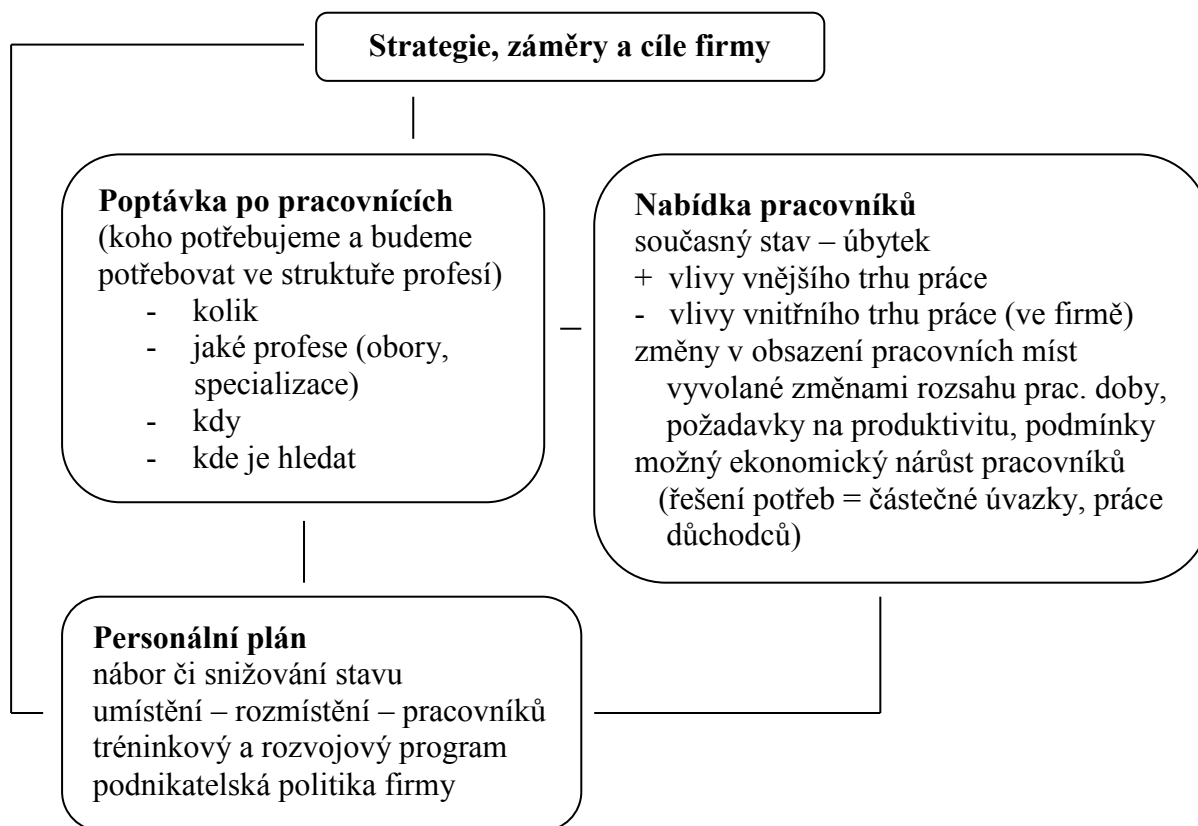 Strategie, záměry a cíle firmy
Poptávka po pracovnících
(koho potřebujeme a budeme
potřebovat ve struktuře profesí)
- kolik
- jaké profese (obory,
specializace)
- kdy
- kde je hledat
Nabídka pracovníků
současný stav – úbytek
+ vlivy vnějšího trhu práce
- vlivy vnitřního trhu práce (ve firmě)
změny v obsazení pracovních míst
vyvolané změnami rozsahu prac. doby,
požadavky na produktivitu, podmínky
možný ekonomický nárůst pracovníků
(řešení potřeb = částečné úvazky, práce
důchodců)
Personální plán
nábor či snižování stavu
umístění – rozmístění – pracovníků
tréninkový a rozvojový program
podnikatelská politika firmy